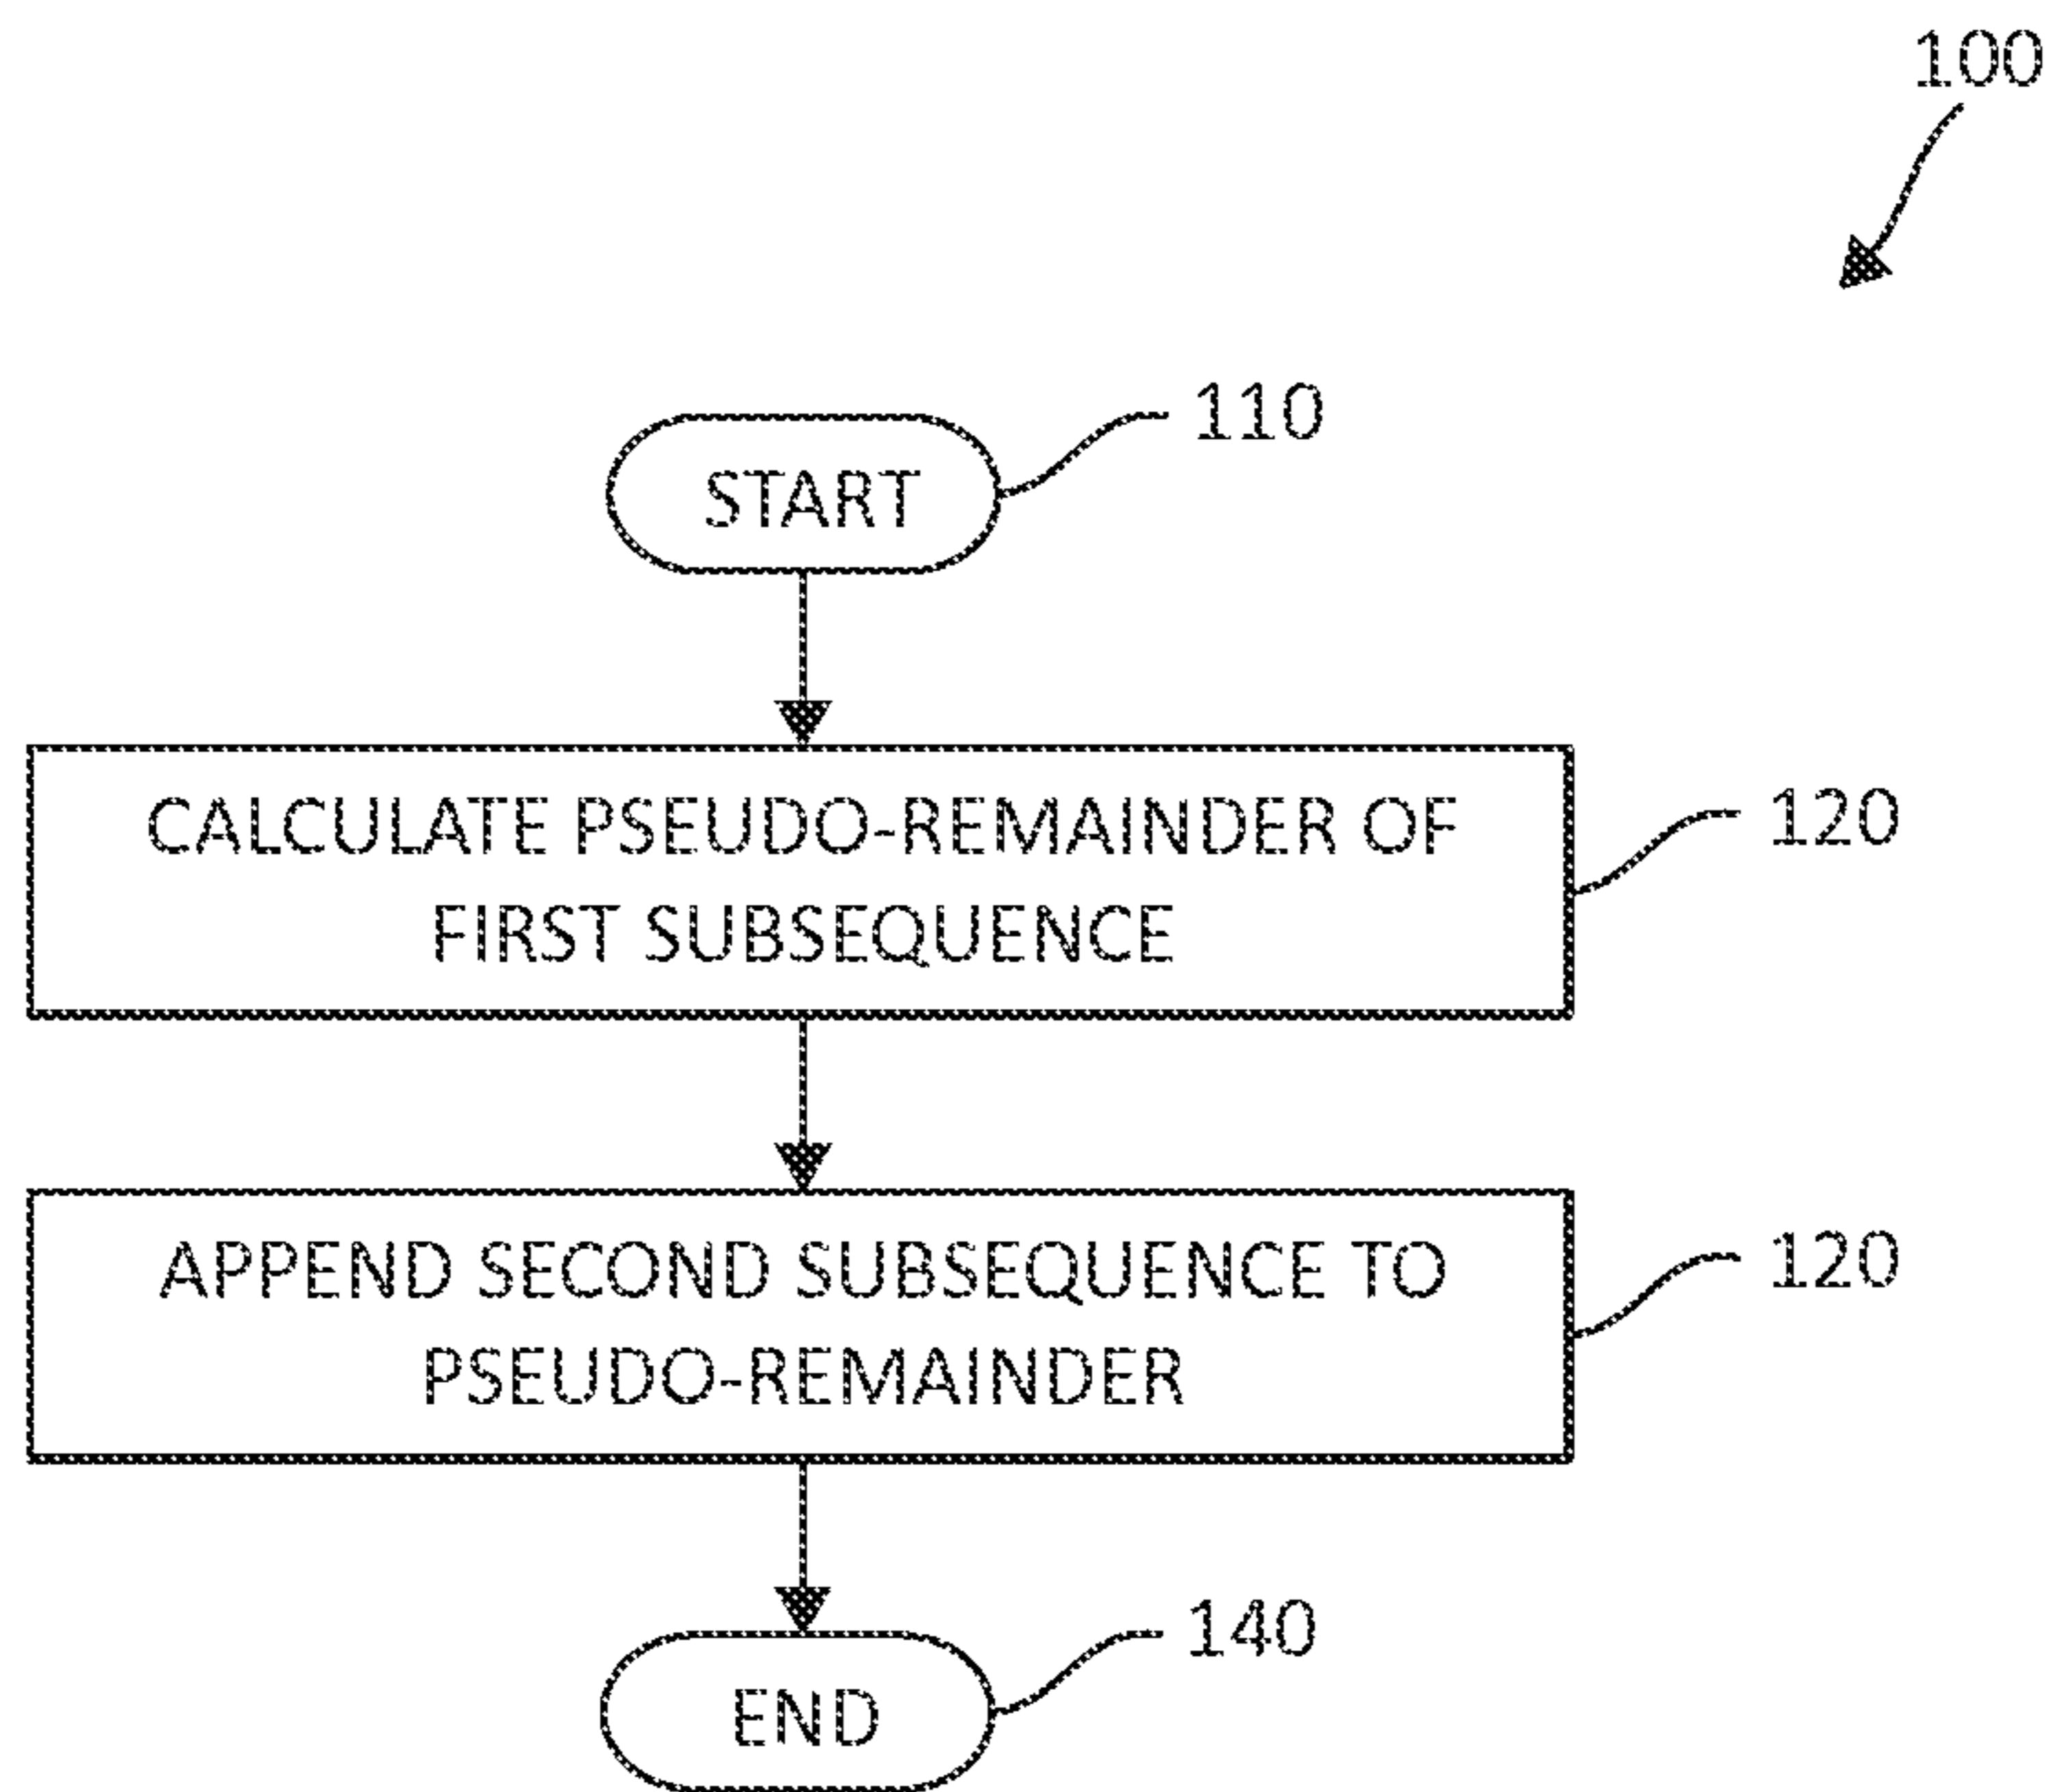 100
110
START
CALCULATE PSEUDO-REMAINDER OF
FIRST SUBSEQUENCE
120
APPEND SECOND SUBSEQUENCE TO
PSEUDO-REMAINDER
120
140
END